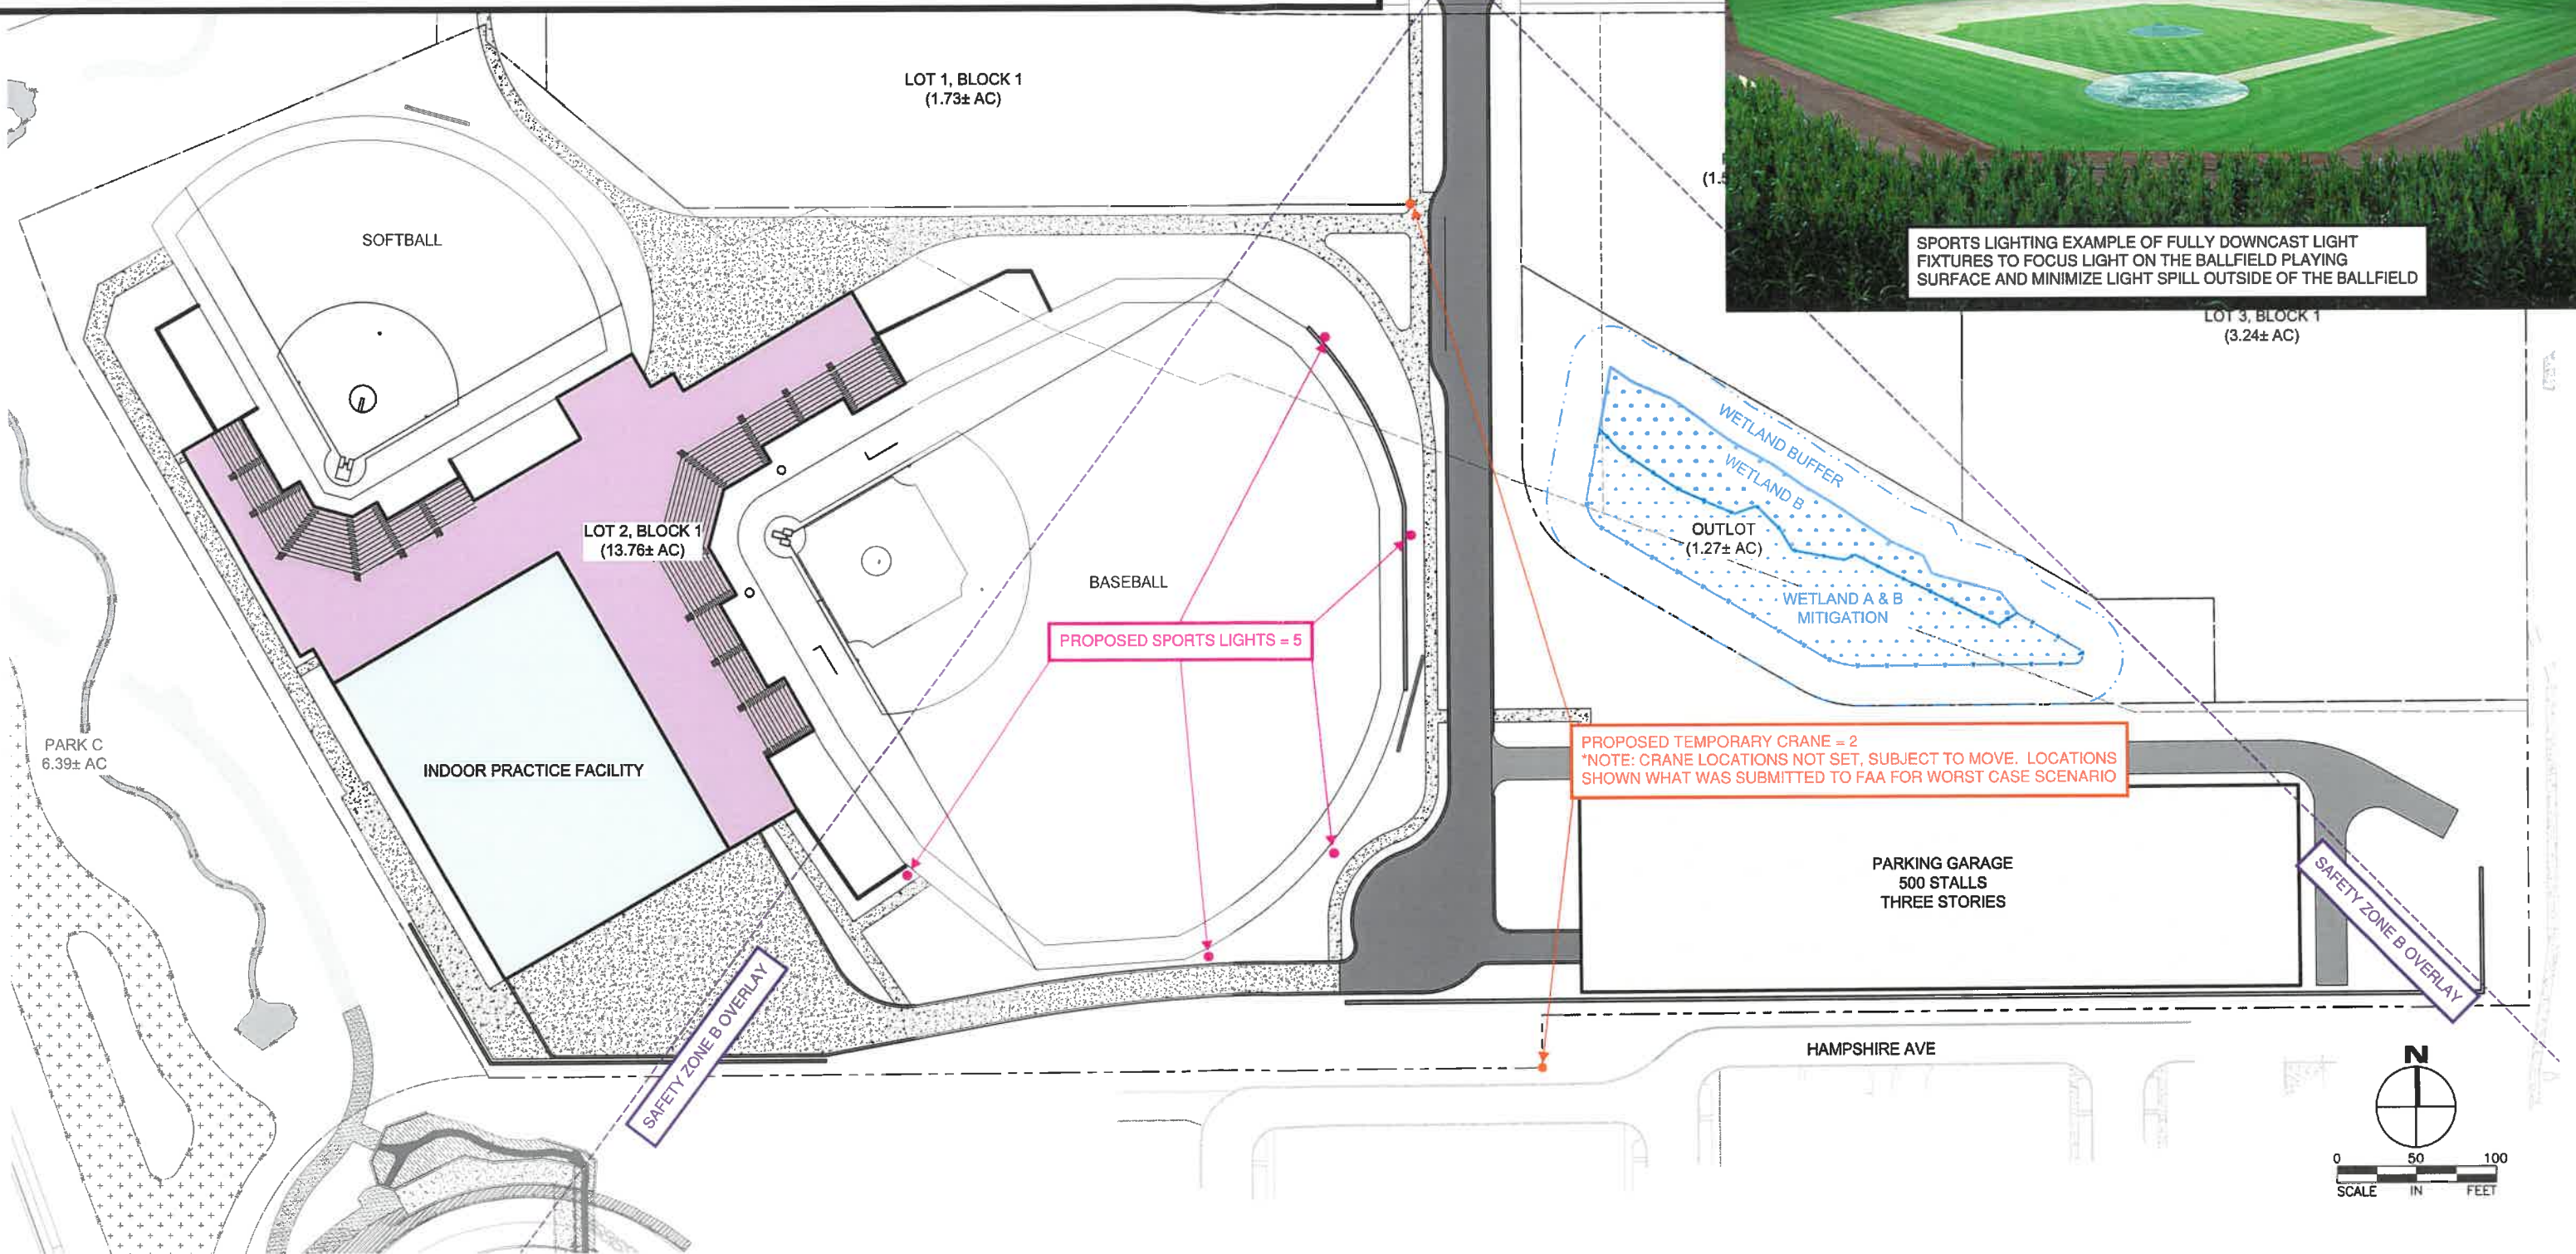 LOT 1, BLOCK 1
(1.73± AC)
SPORTS LIGHTING EXAMPLE OF FULLY DOWNCAST LIGHT
FIXTURES TO FOCUS LIGHT ON THE BALLFIELD PLAYING
SURFACE AND MINIMIZE LIGHT SPILL OUTSIDE OF THE BALLFIELD
(1.5
SOFTBALL
LOT 3, BLOCK 1
(3.24± AC)
WETLAND BUFFER
WETLAND B
OUTLOT
(1.27± AC)
WETLAND A & B
MITIGATION
LOT 2, BLOCK 1
(13.76± AC)
BASEBALL
PROPOSED SPORTS LIGHTS = 5
PARK C
6.39± AC
INDOOR PRACTICE FACILITY
PROPOSED TEMPORARY CRANE = 2
*NOTE: CRANE LOCATIONS NOT SET, SUBJECT TO MOVE. LOCATIONS
SHOWN WHAT WAS SUBMITTED TO FAA FOR WORST CASE SCENARIO
PARKING GARAGE
500 STALLS
THREE STORIES
SAFETY ZONE B OVERLAY
SAFETY ZONE B OVERLAY
HAMPSHIRE AVE
N
0 50 100
SCALE IN FEET